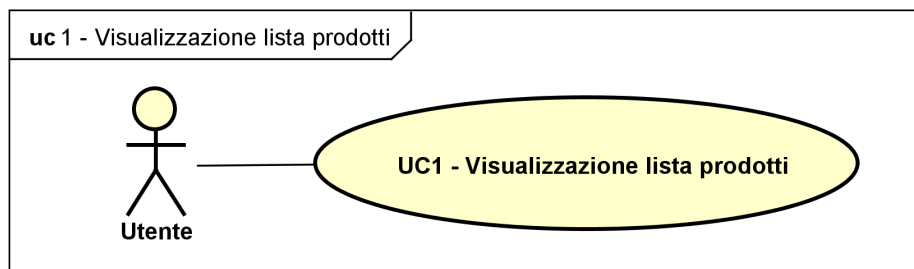 uc 1 - Visualizzazione lista prodotti
UC1 - Visualizzazione lista prodotti
Utente